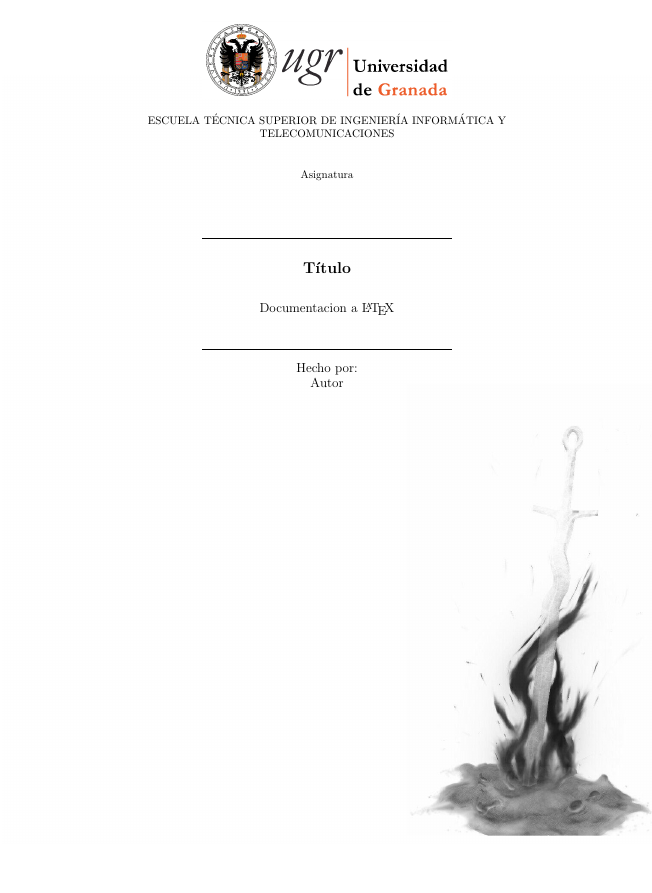 ugr
Universidad
de Granada
ESCUELA TÉCNICA SUPERIOR DE INGENIERÍA INFORMÁTICA Y
TELECOMUNICACIONES
Asignatura
Título
Documentacion a LATEX
Hecho por:
Autor